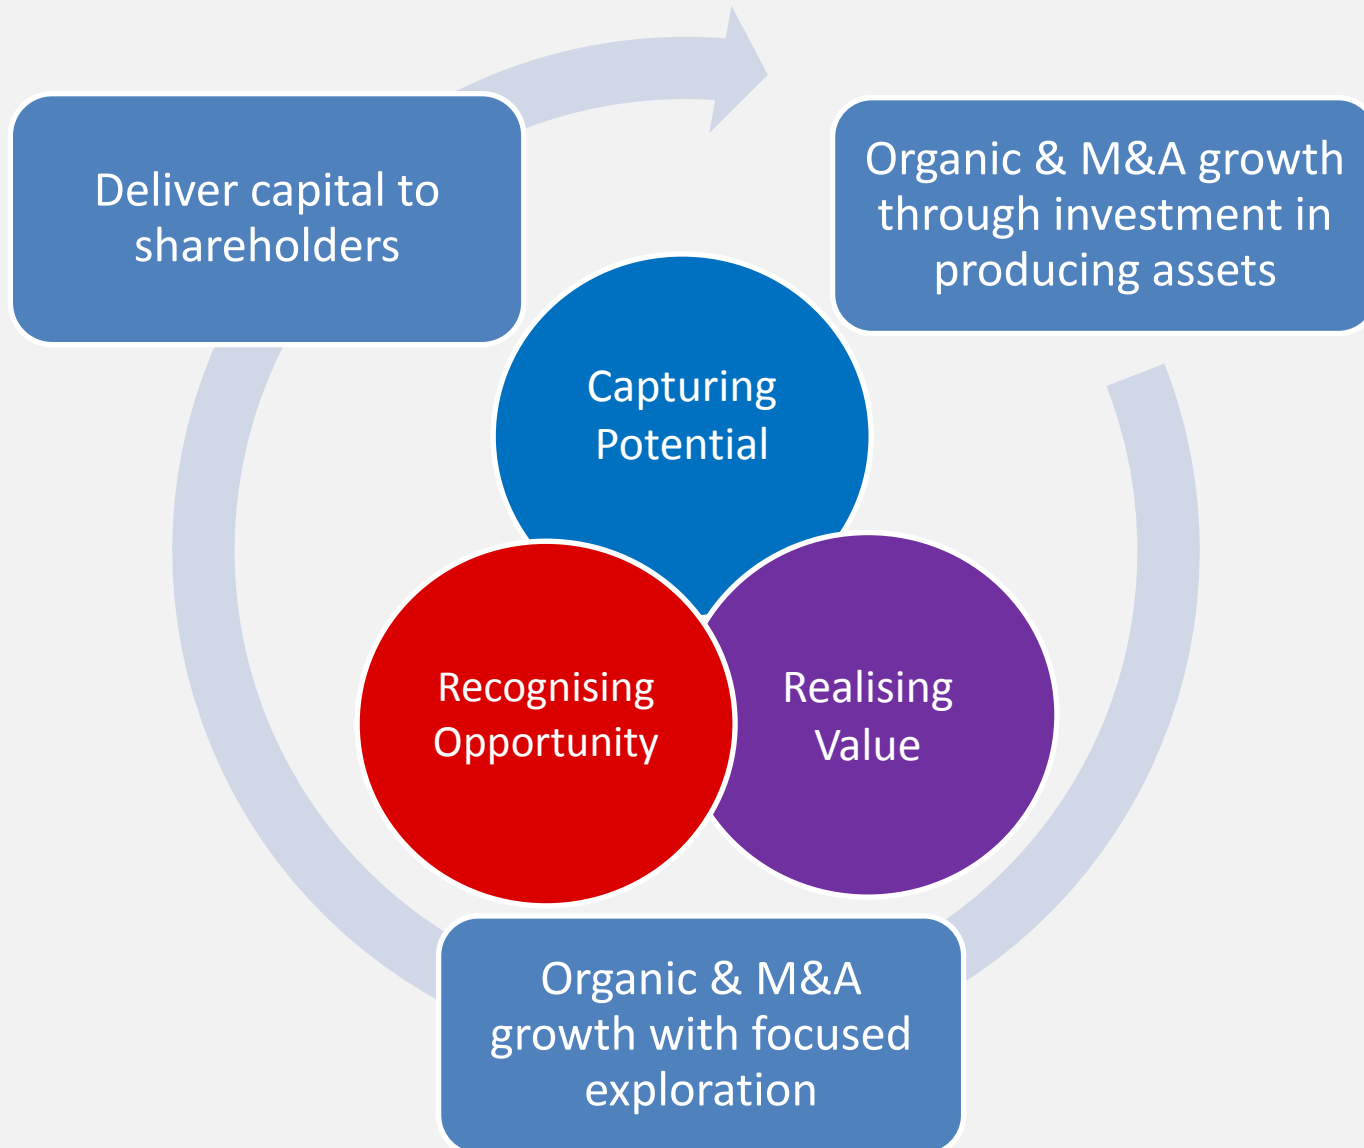 Deliver capital to
shareholders
Organic & M&A growth
through investment in
producing assets
Capturing
Potential
Recognising
Opportunity
Realising
Value
Organic & M&A
growth with focused
exploration